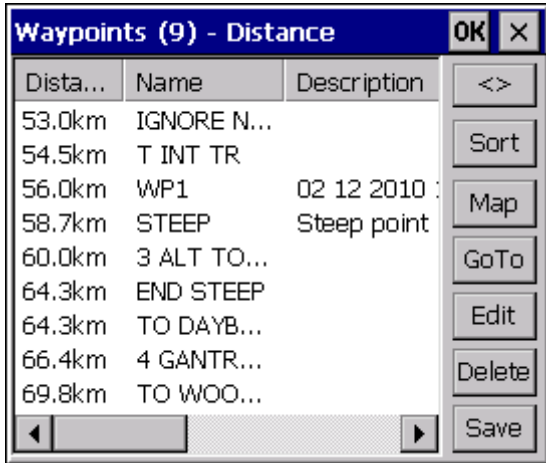 Waypoints (9) - Distance OK
Dista... Name Description <>
53.0km IGNORE N...
54.5km T INT TR Sort
56.0km WP1 02 12 2010
58.7km STEEP Steep point Map
60.0km 3 ALT TO... GoTo
64.3km END STEEP
64.3km TO DAYB... Edit
66.4km 4 GANTR... Delete
69.8km TO WOO...
Save